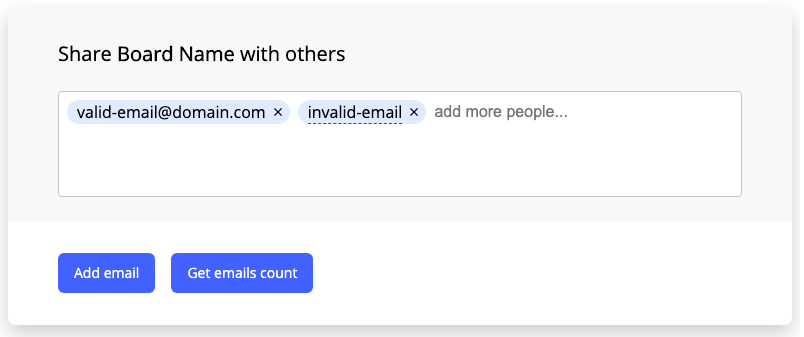 Share Board Name with others
valid-email@domain.com × invalid-email × add more people...
Add email Get emails count